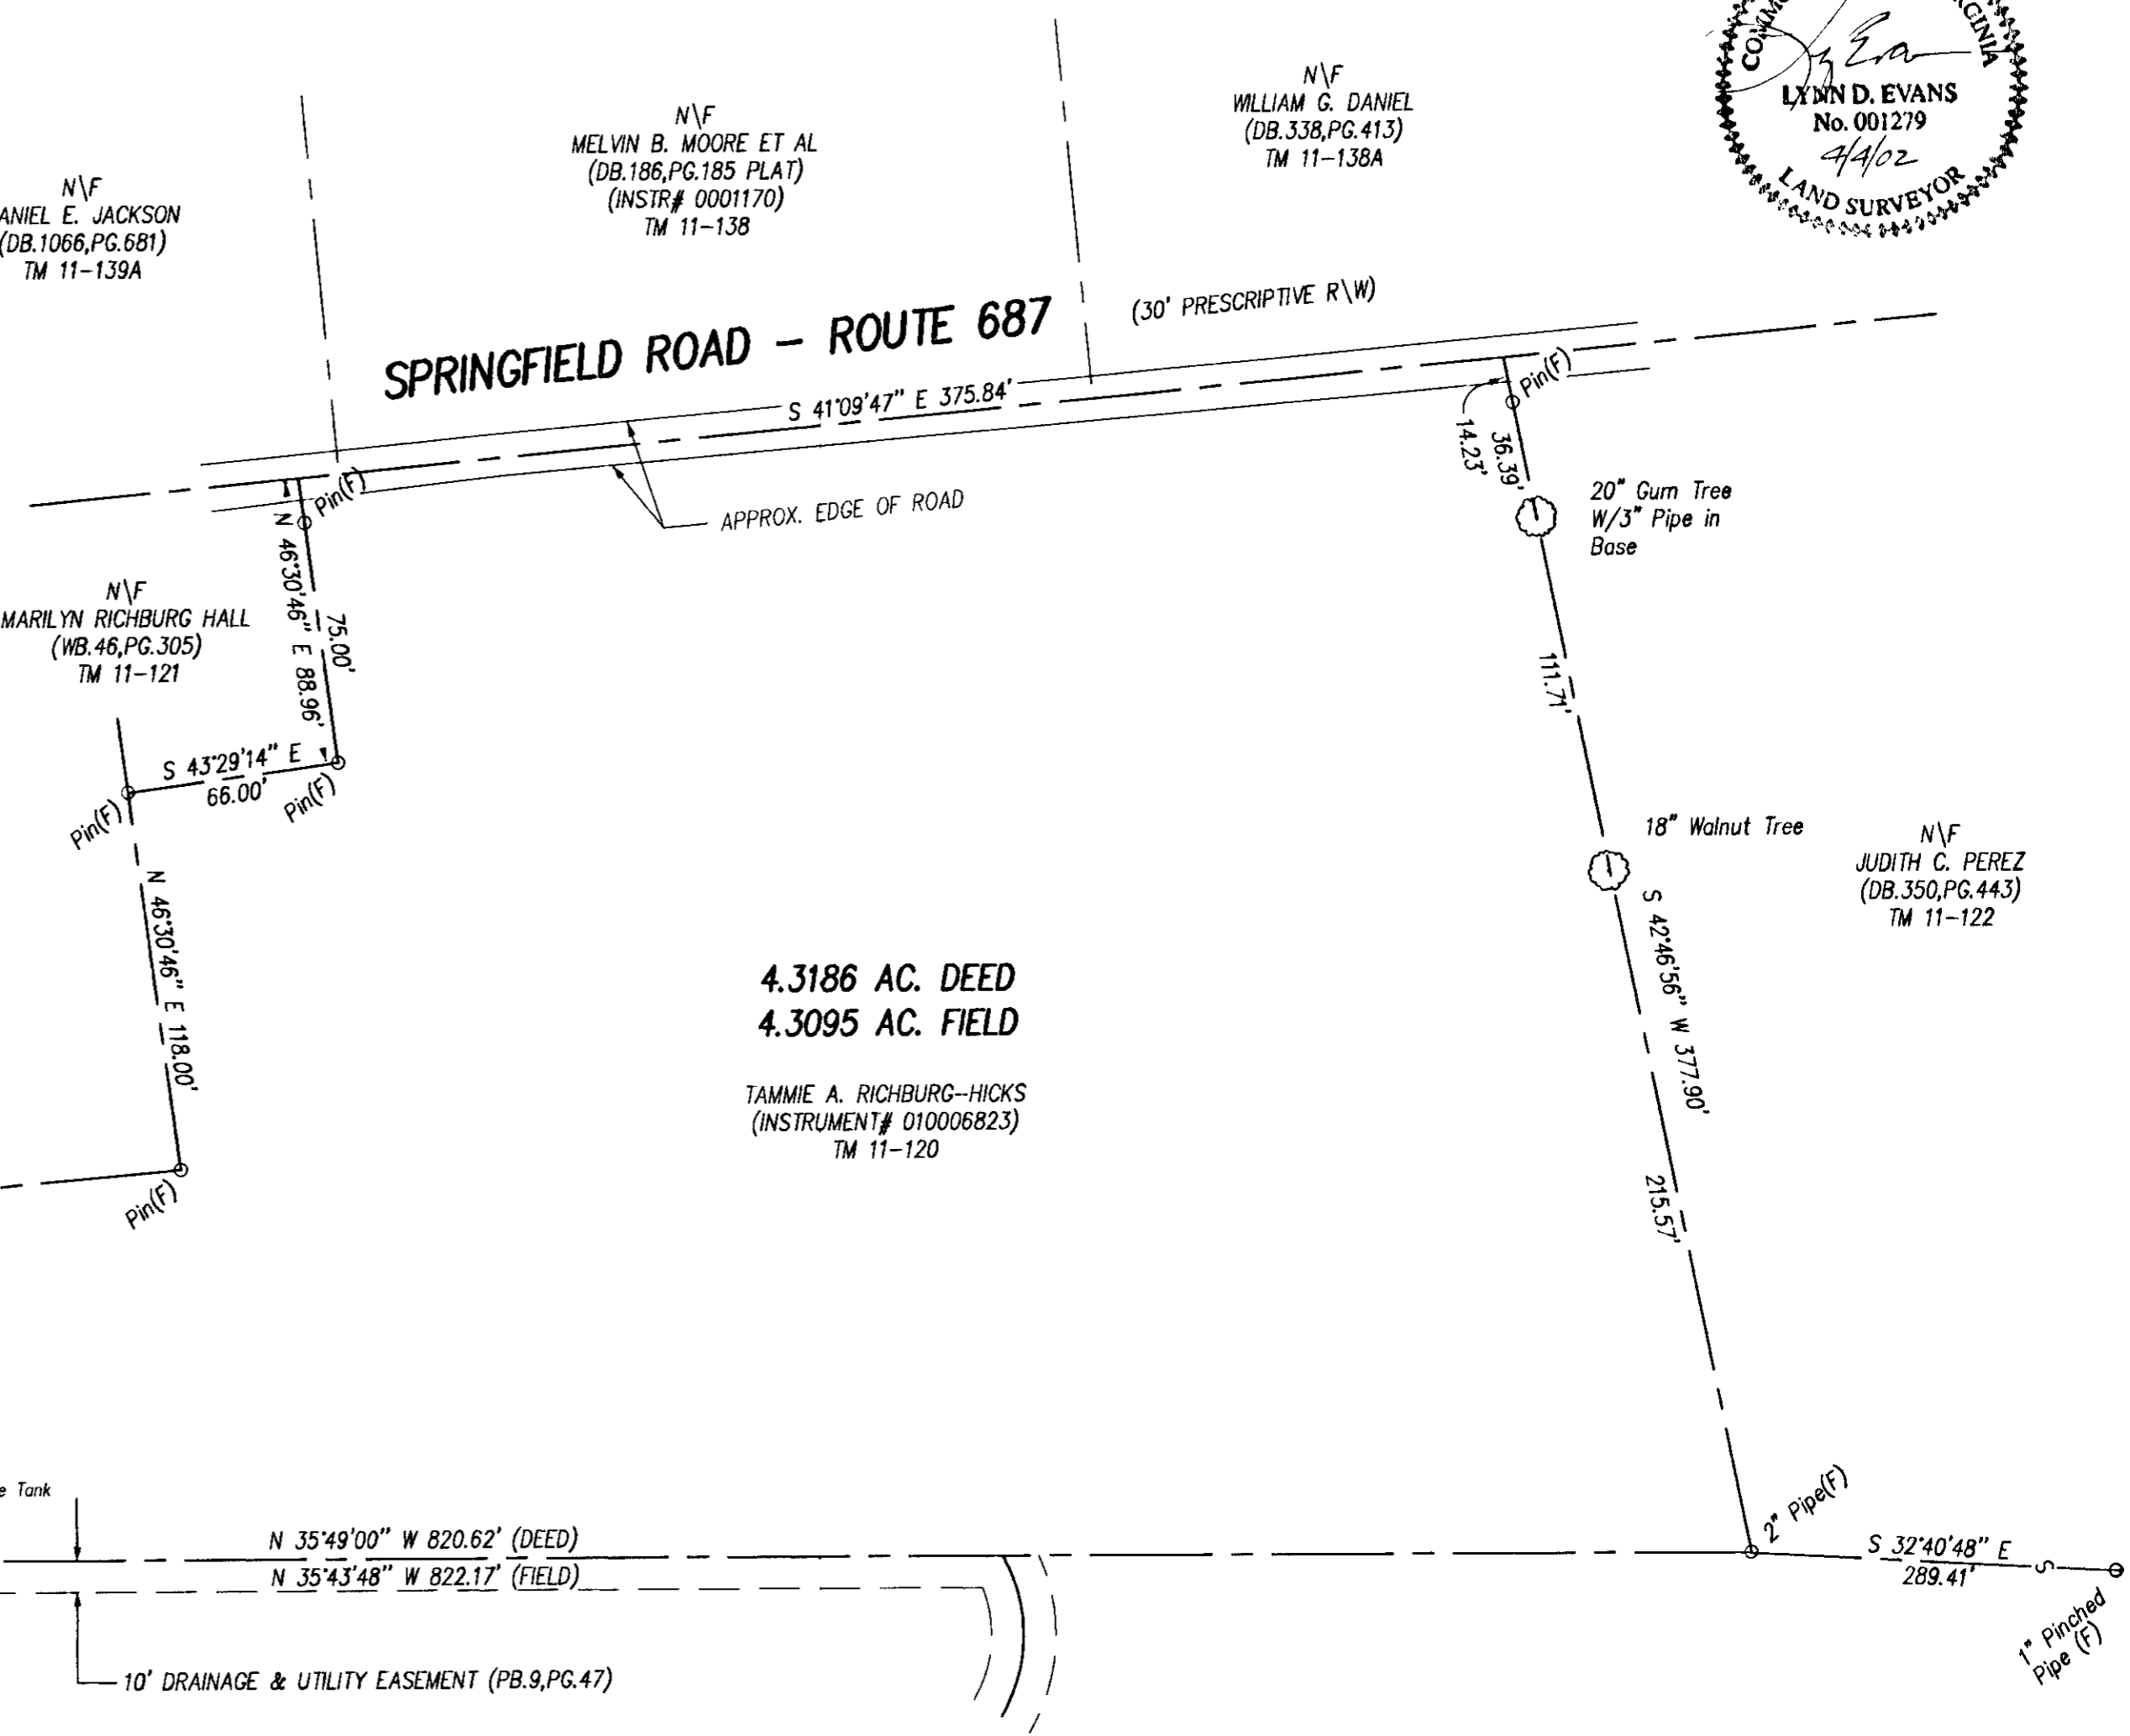 COMMO
RGINIA
LYNN D. EVANS
No. 001279
4/4/02
LAND SURVEYOR
N\F
WILLIAM G. DANIEL
(DB.338,PG.413)
TM 11-138A
N\F
MELVIN B. MOORE ET AL
(DB.186,PG.185 PLAT)
(INSTR# 0001170)
TM 11-138
N\F
ANIEL E. JACKSON
(DB.1066,PG.681)
TM 11-139A
SPRINGFIELD ROAD - ROUTE 687
(30' PRESCRIPTIVE R\W)
S 41°09'47" E 375.84'
Pin(F)
14.23'
36.39'
Pin(F)
APPROX. EDGE OF ROAD
20" Gum Tree
W/3" Pipe in
Base
N 46°30'46" E 88.96'
75.00'
N\F
MARILYN RICHBURG HALL
(WB.46,PG.305)
TM 11-121
111.71'
S 43°29'14" E
66.00'
Pin(F)
Pin(F)
18" Walnut Tree
N\F
JUDITH C. PEREZ
(DB.350,PG.443)
TM 11-122
N 46°30'46" E 118.00'
S 42°46'56" W 377.90'
4.3186 AC. DEED
4.3095 AC. FIELD
TAMMIE A. RICHBURG-HICKS
(INSTRUMENT# 010006823)
TM 11-120
Pin(F)
215.57'
e Tank
2" Pipe(F)
N 35°49'00" W 820.62' (DEED)
N 35°43'48" W 822.17' (FIELD)
S 32°40'48" E
289.41'
S
1" Pinched
Pipe (F)
10' DRAINAGE & UTILITY EASEMENT (PB.9,PG.47)